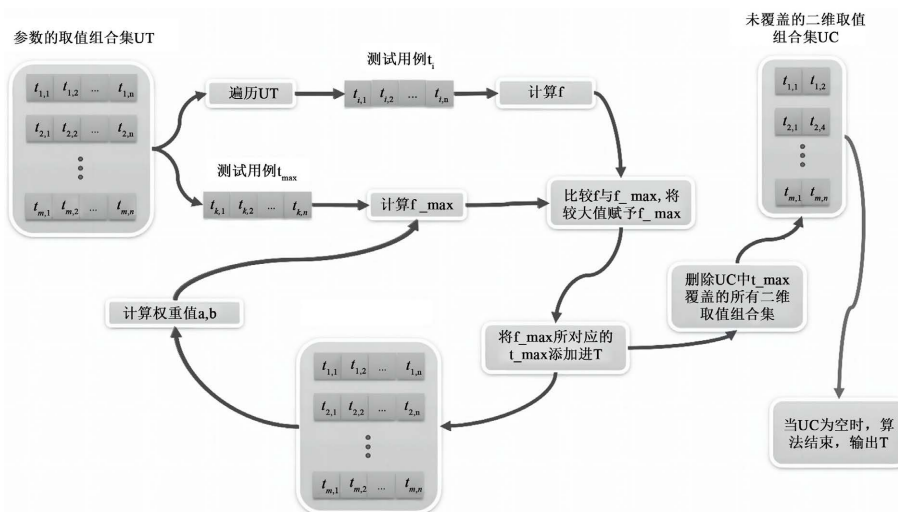 参数的取值组合集UT
t1,1 t1,2 ... t1,n
t2,1 t2,2 ... t2,n
tm,1 tm,2 ... tm,n
遍历UT
测试用例ti
ti,1 ti,2 ... ti,n
计算f
测试用例tmax
tk,1 tk,2 ... tk,n
计算f_max
比较f与f_max,将
较大值赋予f_max
未覆盖的二维取值
组合集UC
t1,1 t1,2
t2,1 t2,4
tm,1 tm,n
删除UC中t_max
覆盖的所有二维
取值组合集
计算权重值a,b
将f_max所对应的
t_max添加进T
t1,1 t1,2 ... t1,n
t2,1 t2,2 ... t2,n
tm,1 tm,2 ... tm,n
当UC为空时，算
法结束，输出T